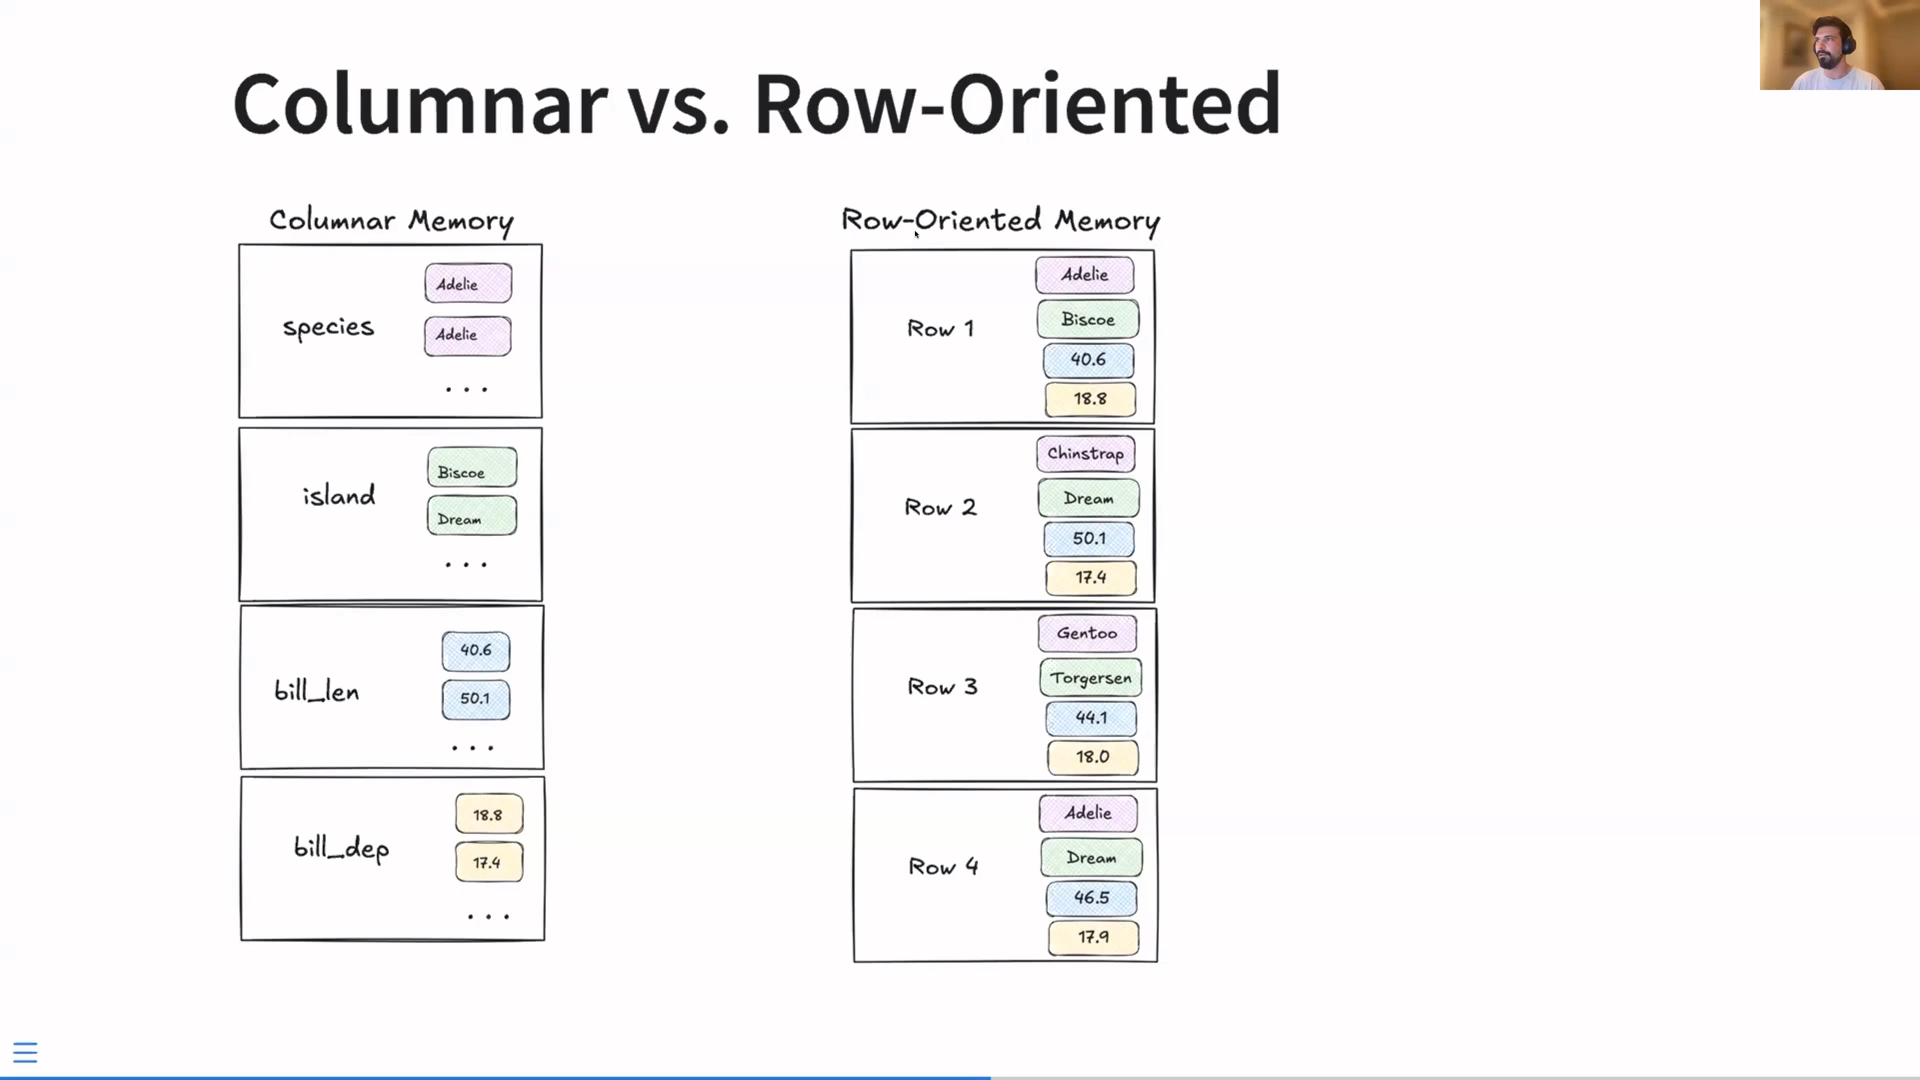 Columnar vs. Row-Oriented
Columnar Memory
species
Adelie
Adelie
...
island
Biscoe
Dream
...
bill_len
40.6
50.1
...
bill_dep
18.8
17.4
...
Row-Oriented Memory
Row 1
Adelie
Biscoe
40.6
18.8
Row 2
Chinstrap
Dream
50.1
17.4
Row 3
Gentoo
Torgersen
44.1
18.0
Row 4
Adelie
Dream
46.5
17.9